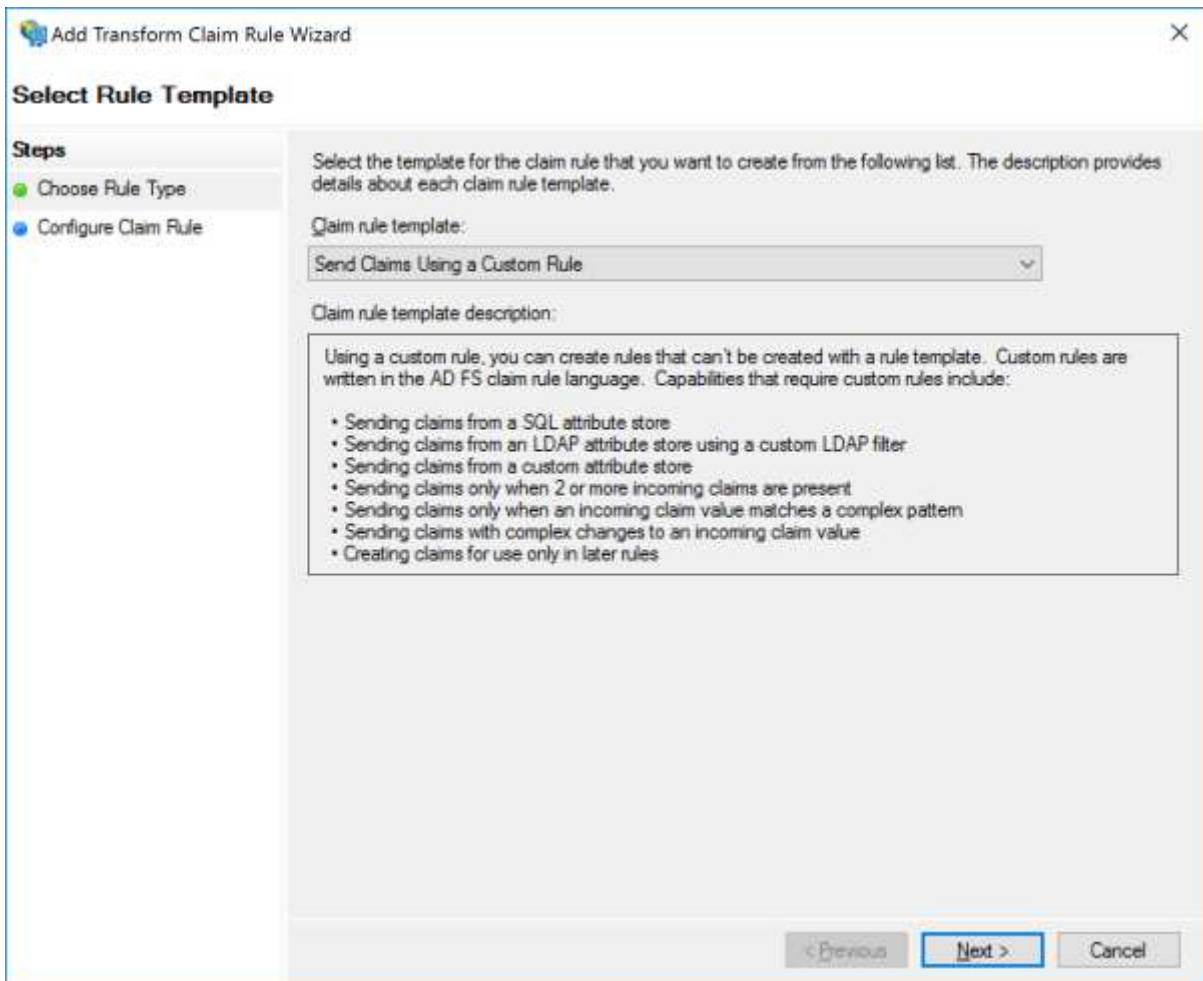 Add Transform Claim Rule Wizard
Select Rule Template
Steps
Choose Rule Type
Configure Claim Rule
Select the template for the claim rule that you want to create from the following list. The description provides
details about each claim rule template.
Claim rule template:
Send Claims Using a Custom Rule
Claim rule template description:
Using a custom rule, you can create rules that can't be created with a rule template. Custom rules are
written in the AD FS claim rule language. Capabilities that require custom rules include:
• Sending claims from a SQL attribute store
• Sending claims from an LDAP attribute store using a custom LDAP filter
• Sending claims from a custom attribute store
• Sending claims only when 2 or more incoming claims are present
• Sending claims only when an incoming claim value matches a complex pattern
• Sending claims with complex changes to an incoming claim value
• Creating claims for use only in later rules
< Previous
Next >
Cancel